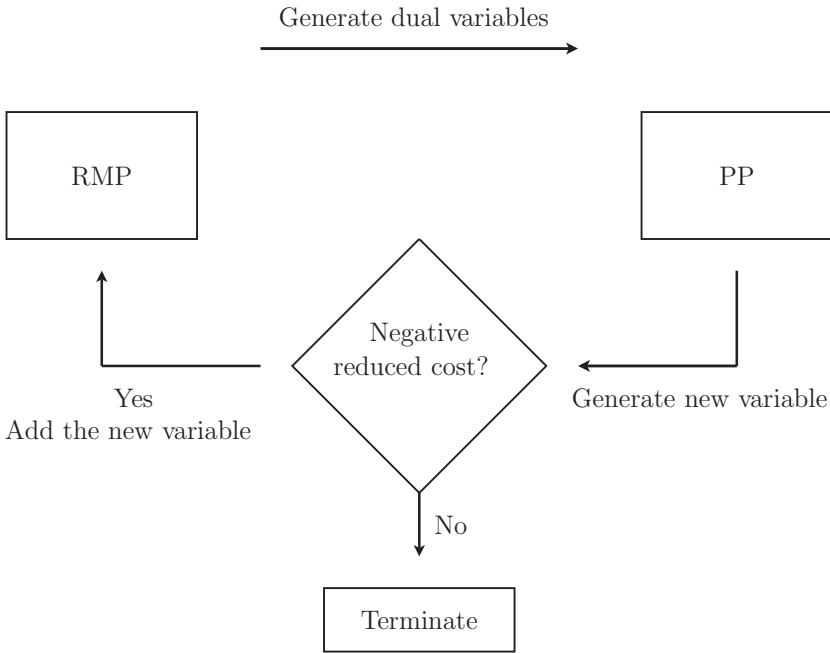 Generate dual variables
RMP
PP
Negative
reduced cost?
Yes
Add the new variable
Generate new variable
No
Terminate